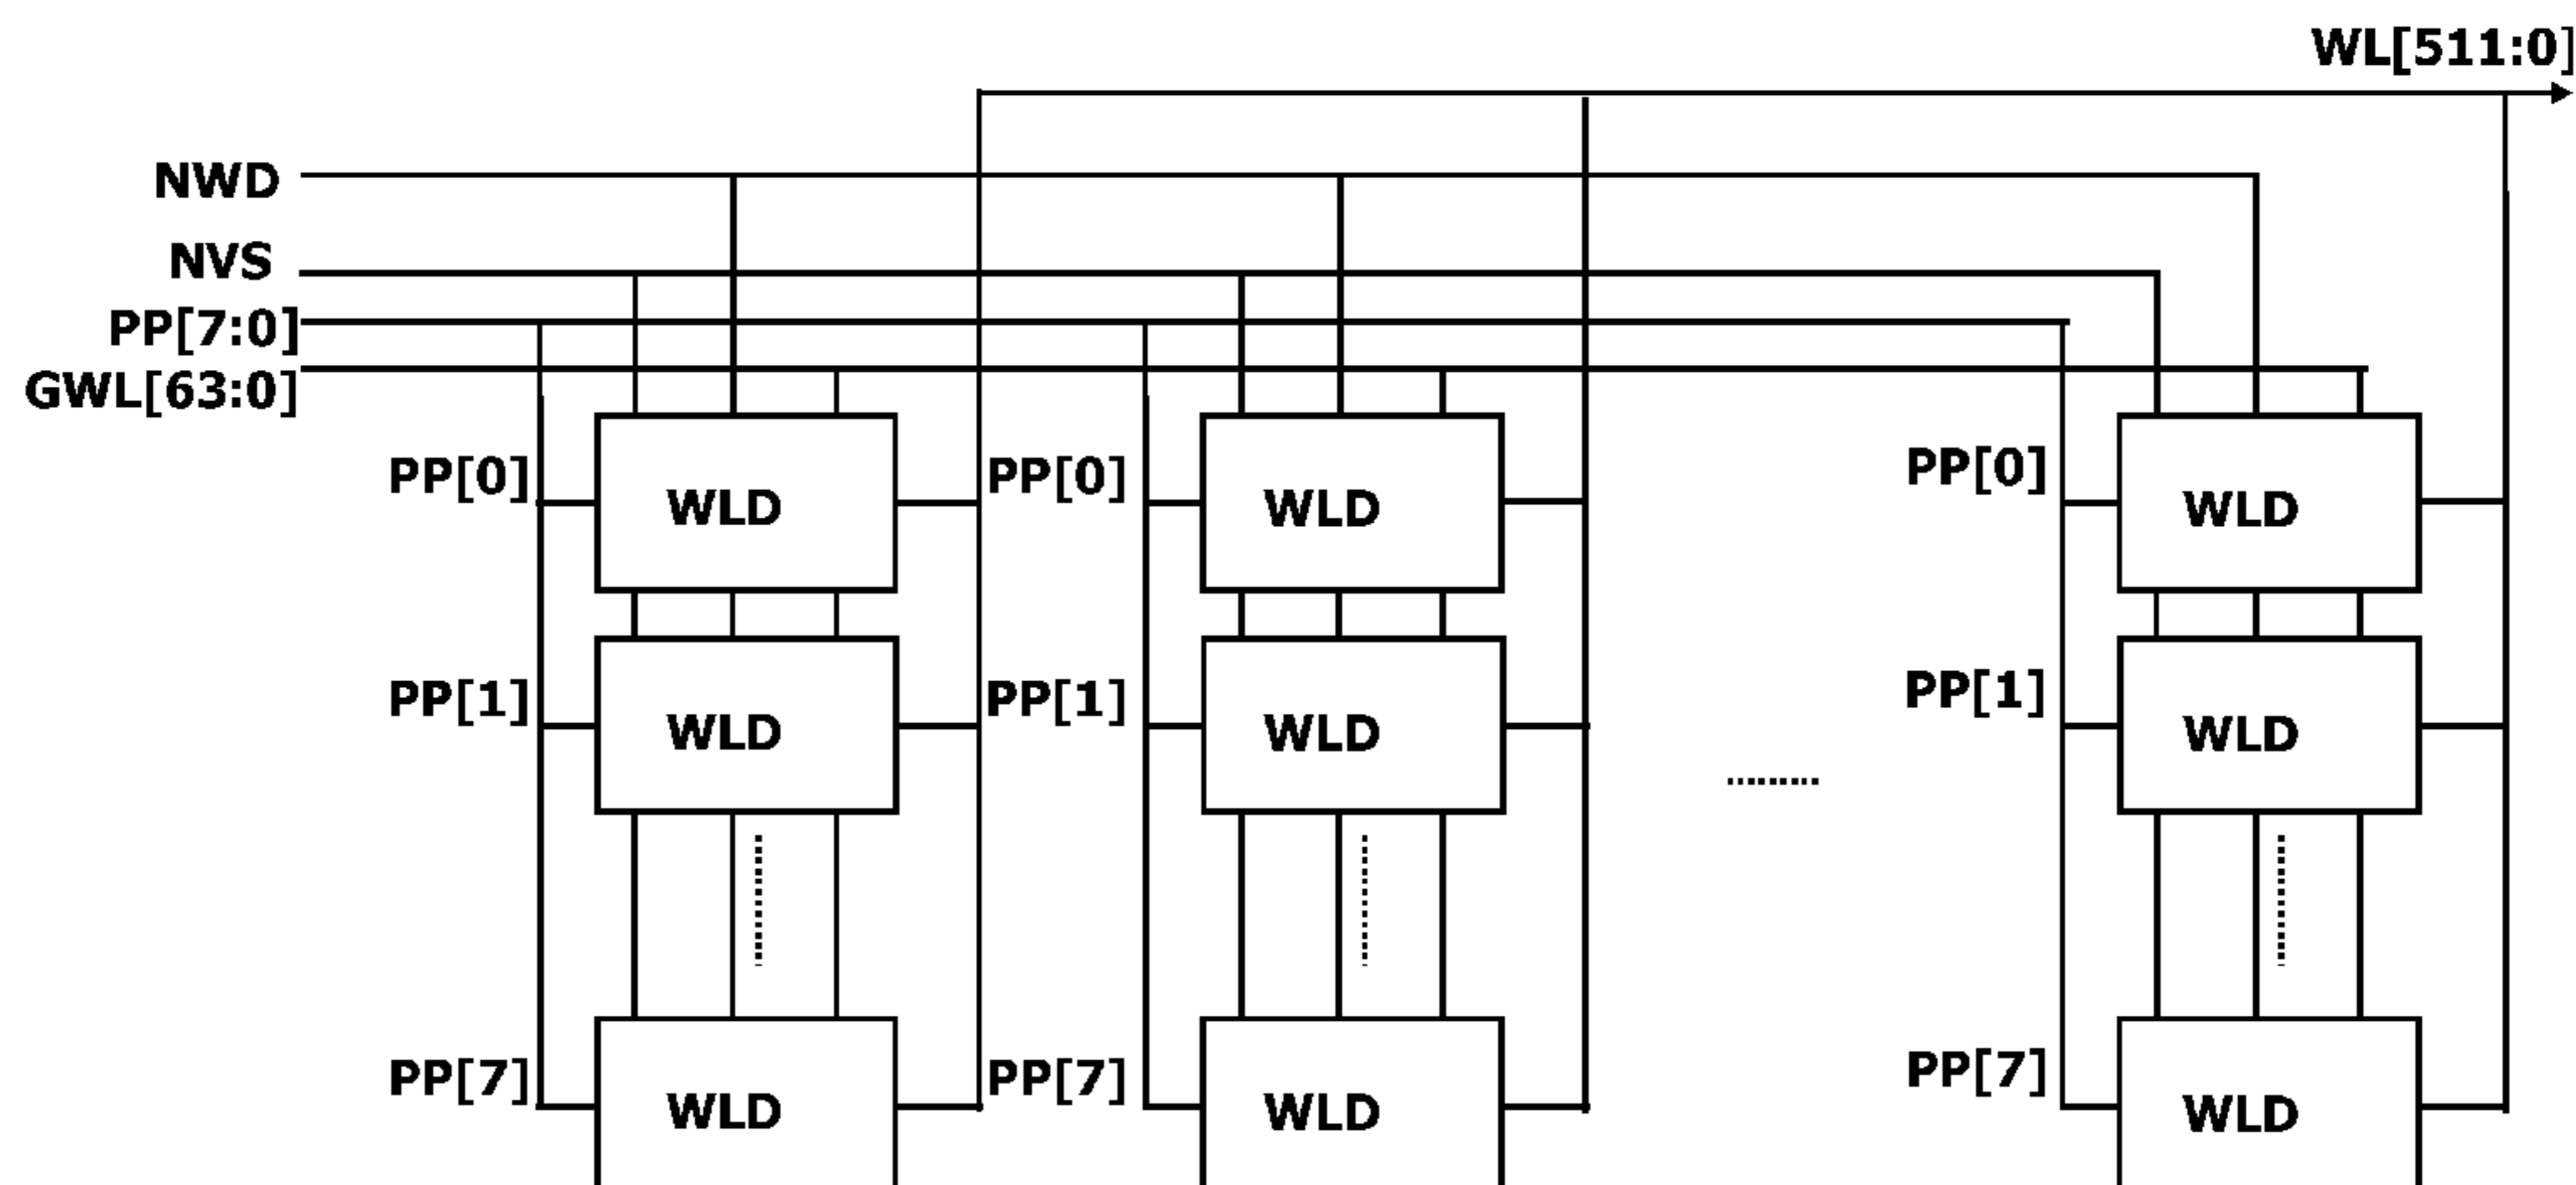 WL[511:0]
NWD
NVS
PP[7:0]
GWL[63:0]
PP[0] WLD PP[0] WLD PP[0] WLD
PP[1] WLD PP[1] WLD PP[1] WLD
PP[7] WLD PP[7] WLD PP[7] WLD